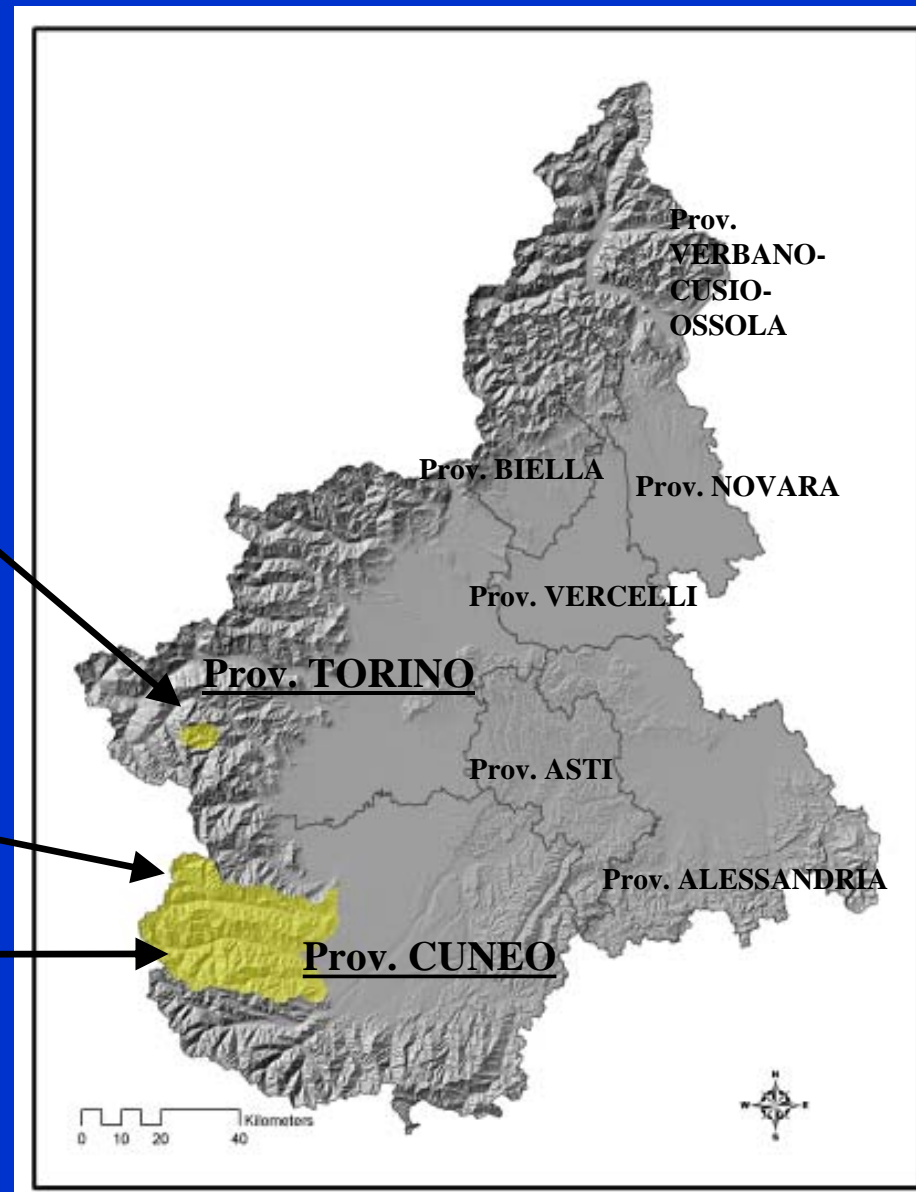 Prov.
VERBANO-
CUSIO-
OSSOLA
Prov. BIELLA
Prov. NOVARA
Prov. VERCELLI
Prov. TORINO
Prov. ASTI
Prov. ALESSANDRIA
Prov. CUNEO
Kilometers
0 10 20 40
N
W E
S